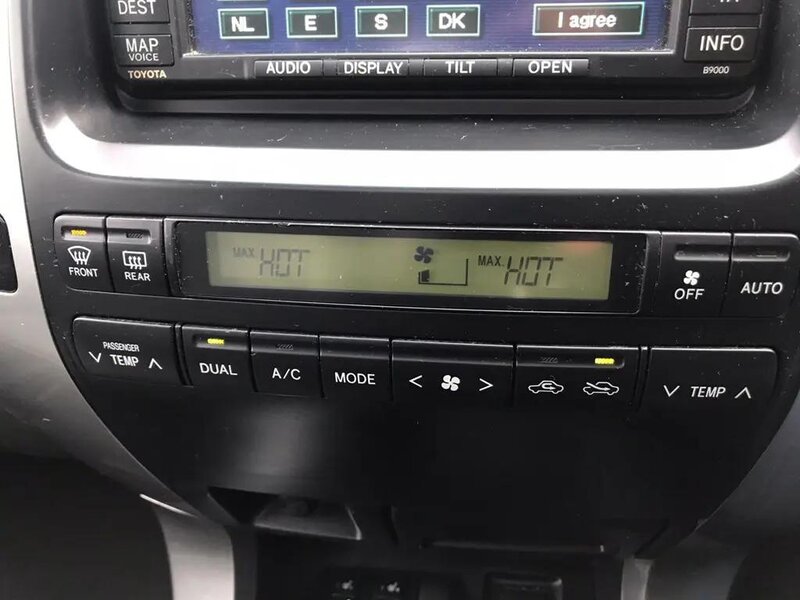 DEST
NL E S DK I agree
MAP
VOICE
INFO
TOYOTA
AUDIO DISPLAY TILT OPEN
B9000
FRONT
REAR
MAX. HOT
MAX. HOT
OFF
AUTO
PASSENGER
TEMP
DUAL
A/C
MODE
TEMP